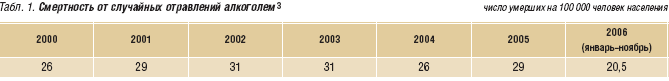 Табл. 1. Смертность от случайных отравлений алкоголем³ число умерших на 100 000 человек населения
2000 2001 2002 2003 2004 2005 2006 (январь-ноябрь)
26 29 31 31 26 29 20,5